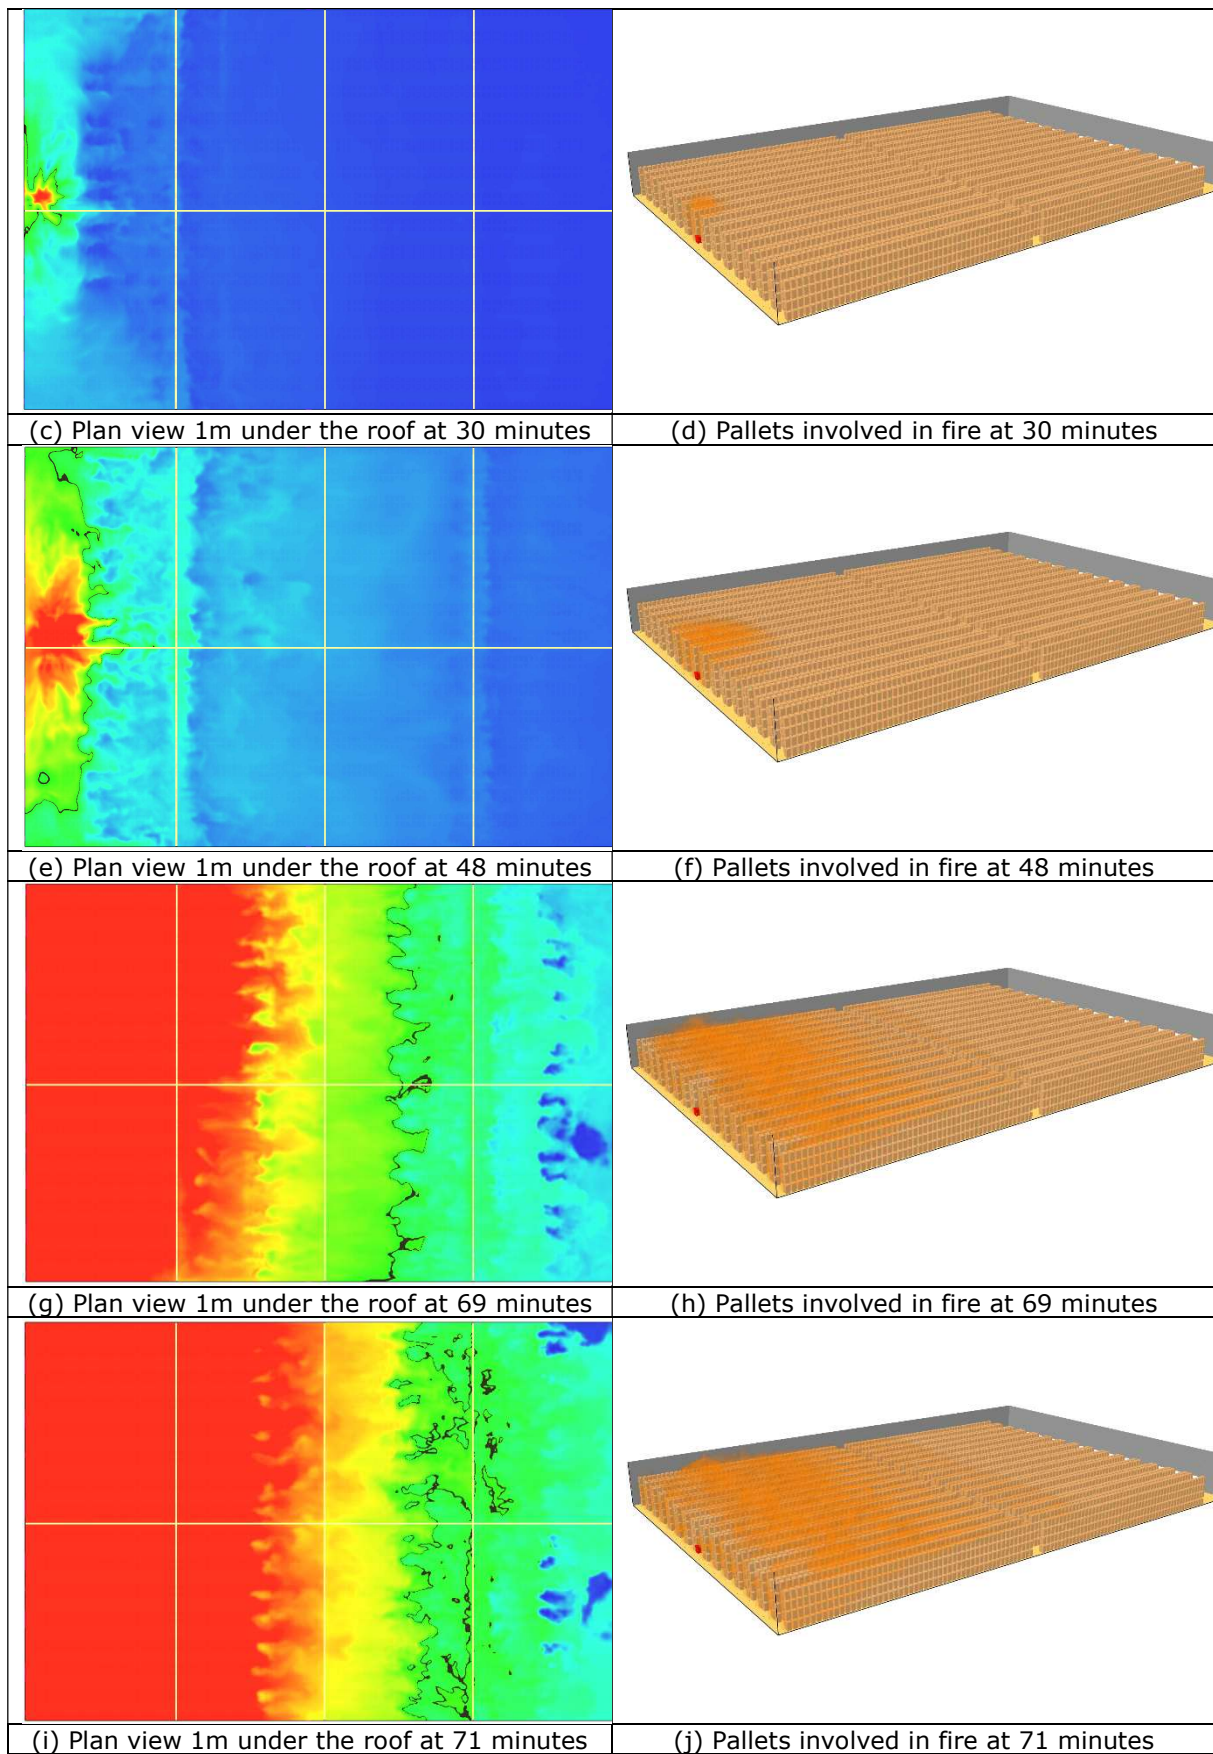 (c) Plan view 1m under the roof at 30 minutes
(d) Pallets involved in fire at 30 minutes
(e) Plan view 1m under the roof at 48 minutes
(f) Pallets involved in fire at 48 minutes
(g) Plan view 1m under the roof at 69 minutes
(h) Pallets involved in fire at 69 minutes
(i) Plan view 1m under the roof at 71 minutes
(j) Pallets involved in fire at 71 minutes